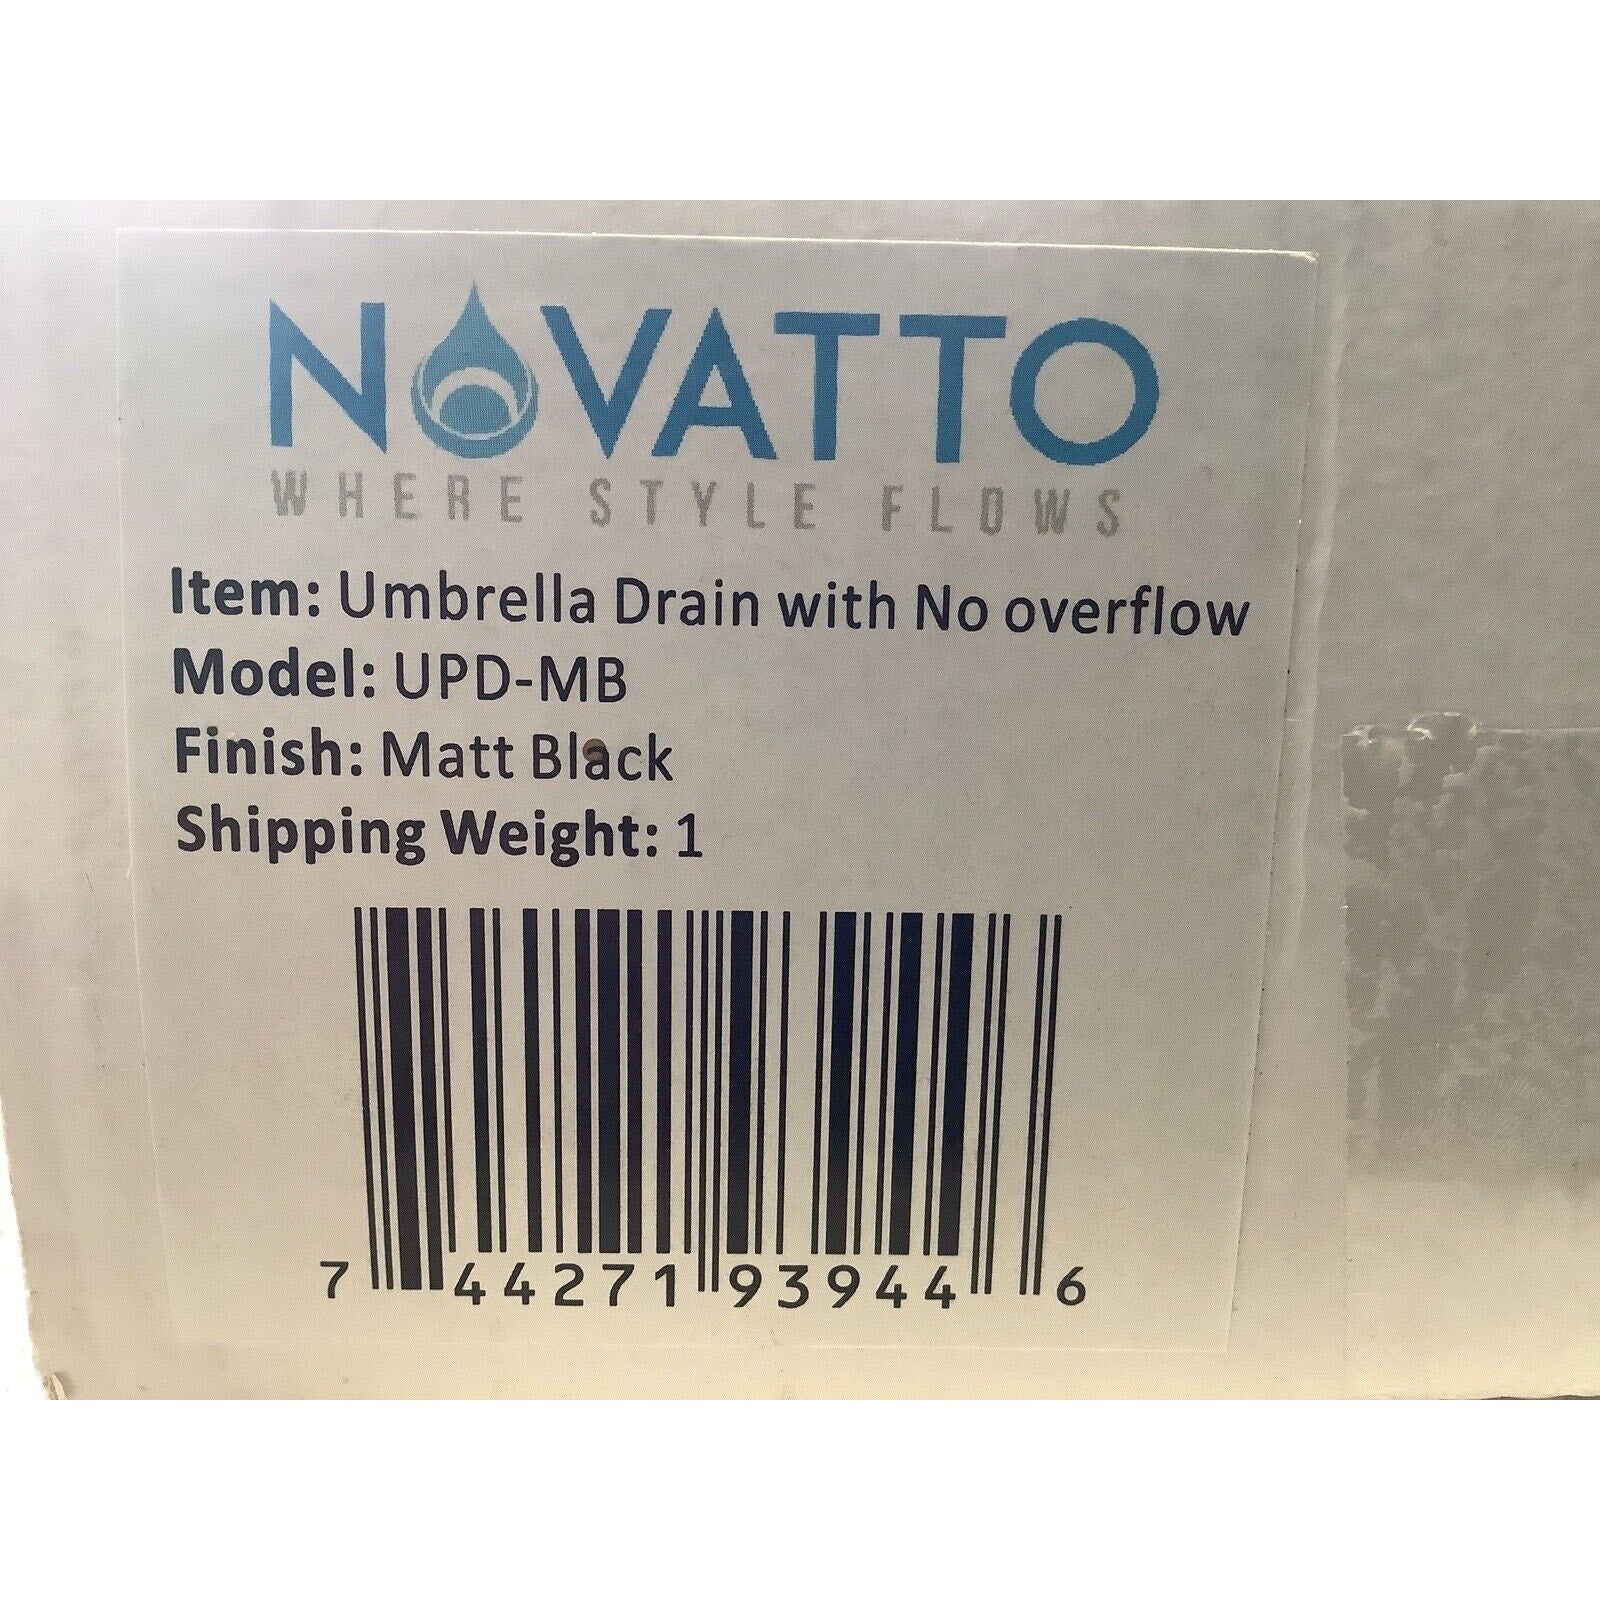 NOVATTO
WHERE STYLE FLOWS
Item: Umbrella Drain with No overflow
Model: UPD-MB
Finish: Matt Black
Shipping Weight: 1
7 44271 93944 6